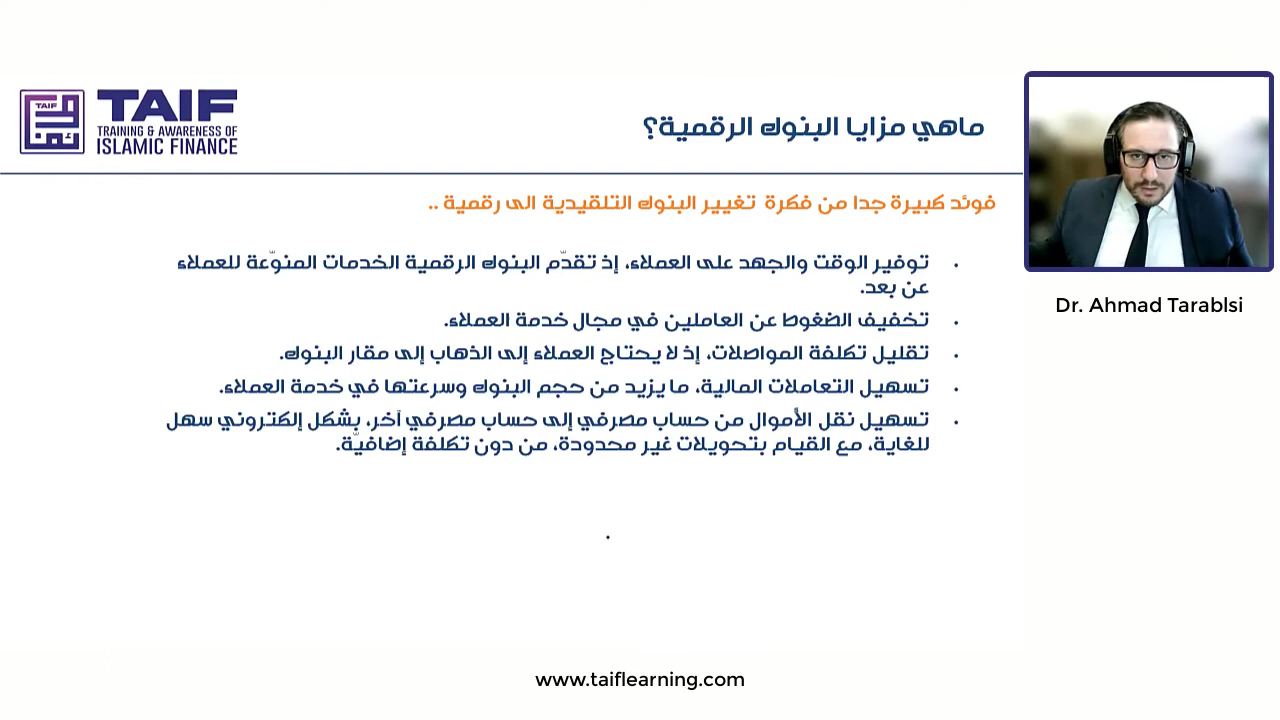 TAIF
TAIF
TRAINING & AWARENESS OF
ISLAMIC FINANCE
ماهي مزايا البنوك الرقمية؟
فوئد كبيرة جدا من فكرة تغيير البنوك التلقيدية الى رقمية ..
• توفير الوقت والجهد على العملاء، إذ تقدّم البنوك الرقمية الخدمات المنوّعة للعملاء
عن بعد.
• تخفيف الضغوط عن العاملين في مجال خدمة العملاء.
• تقليل تكلفة المواصلات، إذ لا يحتاج العملاء إلى الذهاب إلى مقار البنوك.
• تسهيل التعاملات المالية، ما يزيد من حجم البنوك وسرعتها في خدمة العملاء.
• تسهيل نقل الأموال من حساب مصرفي إلى حساب مصرفي آخر، بشكل إلكتروني سهل
للغاية، مع القيام بتحويلات غير محدودة، من دون تكلفة إضافيّة.
Dr. Ahmad Tarablsi
www.taiflearning.com